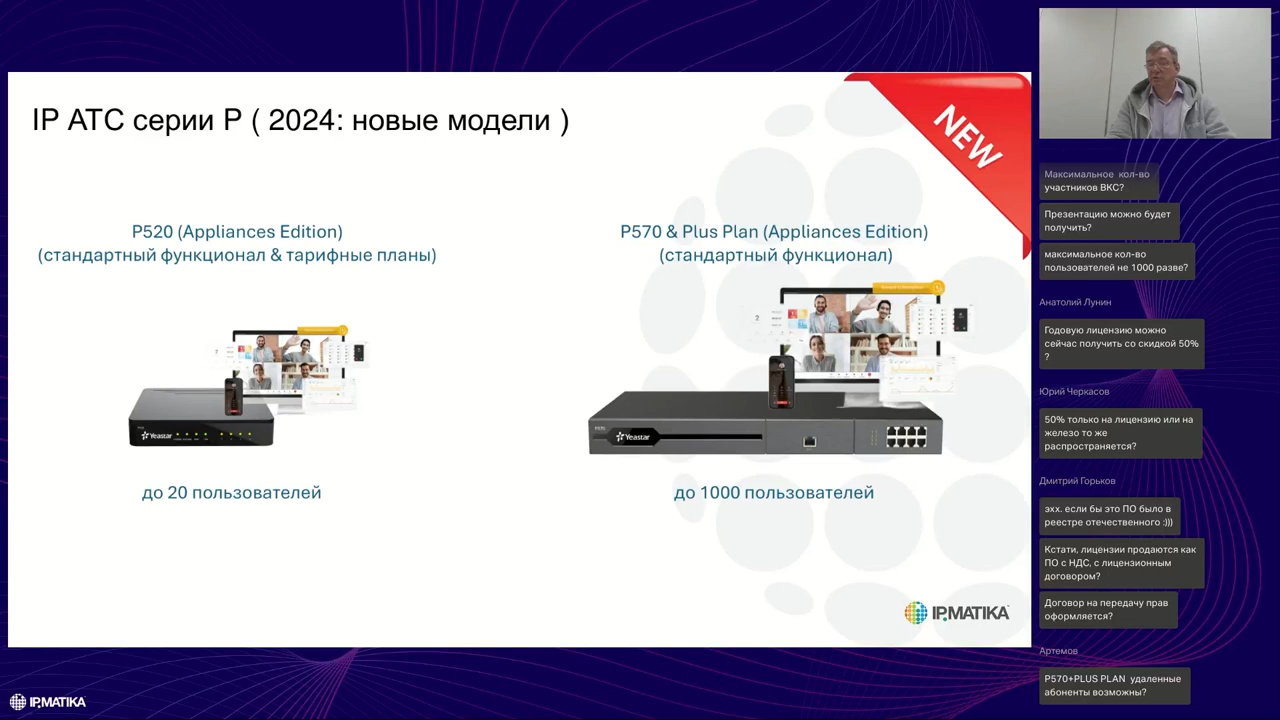 IP АТС серии P ( 2024: новые модели )
NEW
P520 (Appliances Edition)
(стандартный функционал & тарифные планы)
P570 & Plus Plan (Appliances Edition)
(стандартный функционал)
Yeastar
P570
Yeastar
до 20 пользователей
до 1000 пользователей
IPMATIKA
IPMATIKA
Максимальное кол-во
участников ВКС?
Презентацию можно будет
получить?
максимальное кол-во
пользователей не 1000 разве?
Анатолий Лунин
Годовую лицензию можно
сейчас получить со скидкой 50%
?
Юрий Черкасов
50% только на лицензию или на
железо то же
распространяется?
Дмитрий Горьков
эхх. если бы это ПО было в
реестре отечественного :)))
Кстати, лицензии продаются как
ПО с НДС, с лицензионным
договором?
Договор на передачу прав
оформляется?
Артемов
P570+PLUS PLAN удаленные
абоненты возможны?